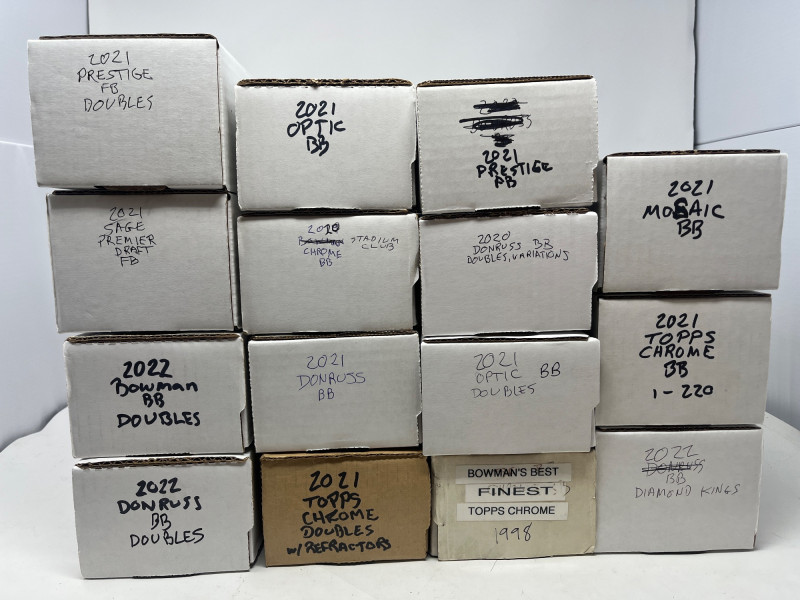 2021
PRESTIGE
FB
DOUBLES
2021
SAGE
PREMIER
DRAFT
FB
2022
Bowman
BB
DOUBLES
2022
DONRUSS
BB
DOUBLES
2021
OPTIC
BB
2020
STADIUM
CLUB
CHROME
BB
2021
DONRUSS
BB
2021
TOPPS
CHROME
DOUBLES
W/REFRACTORS
2021
PRESTIGE
FB
2020
DONRUSS BB
DOUBLES, VARIATIONS
2021
OPTIC BB
DOUBLES
BOWMAN'S BEST
FINEST
TOPPS CHROME
1998
2021
MOSAIC
BB
2021
TOPPS
CHROME
BB
1-220
2022
DONRUSS
BB
DIAMOND KINGS